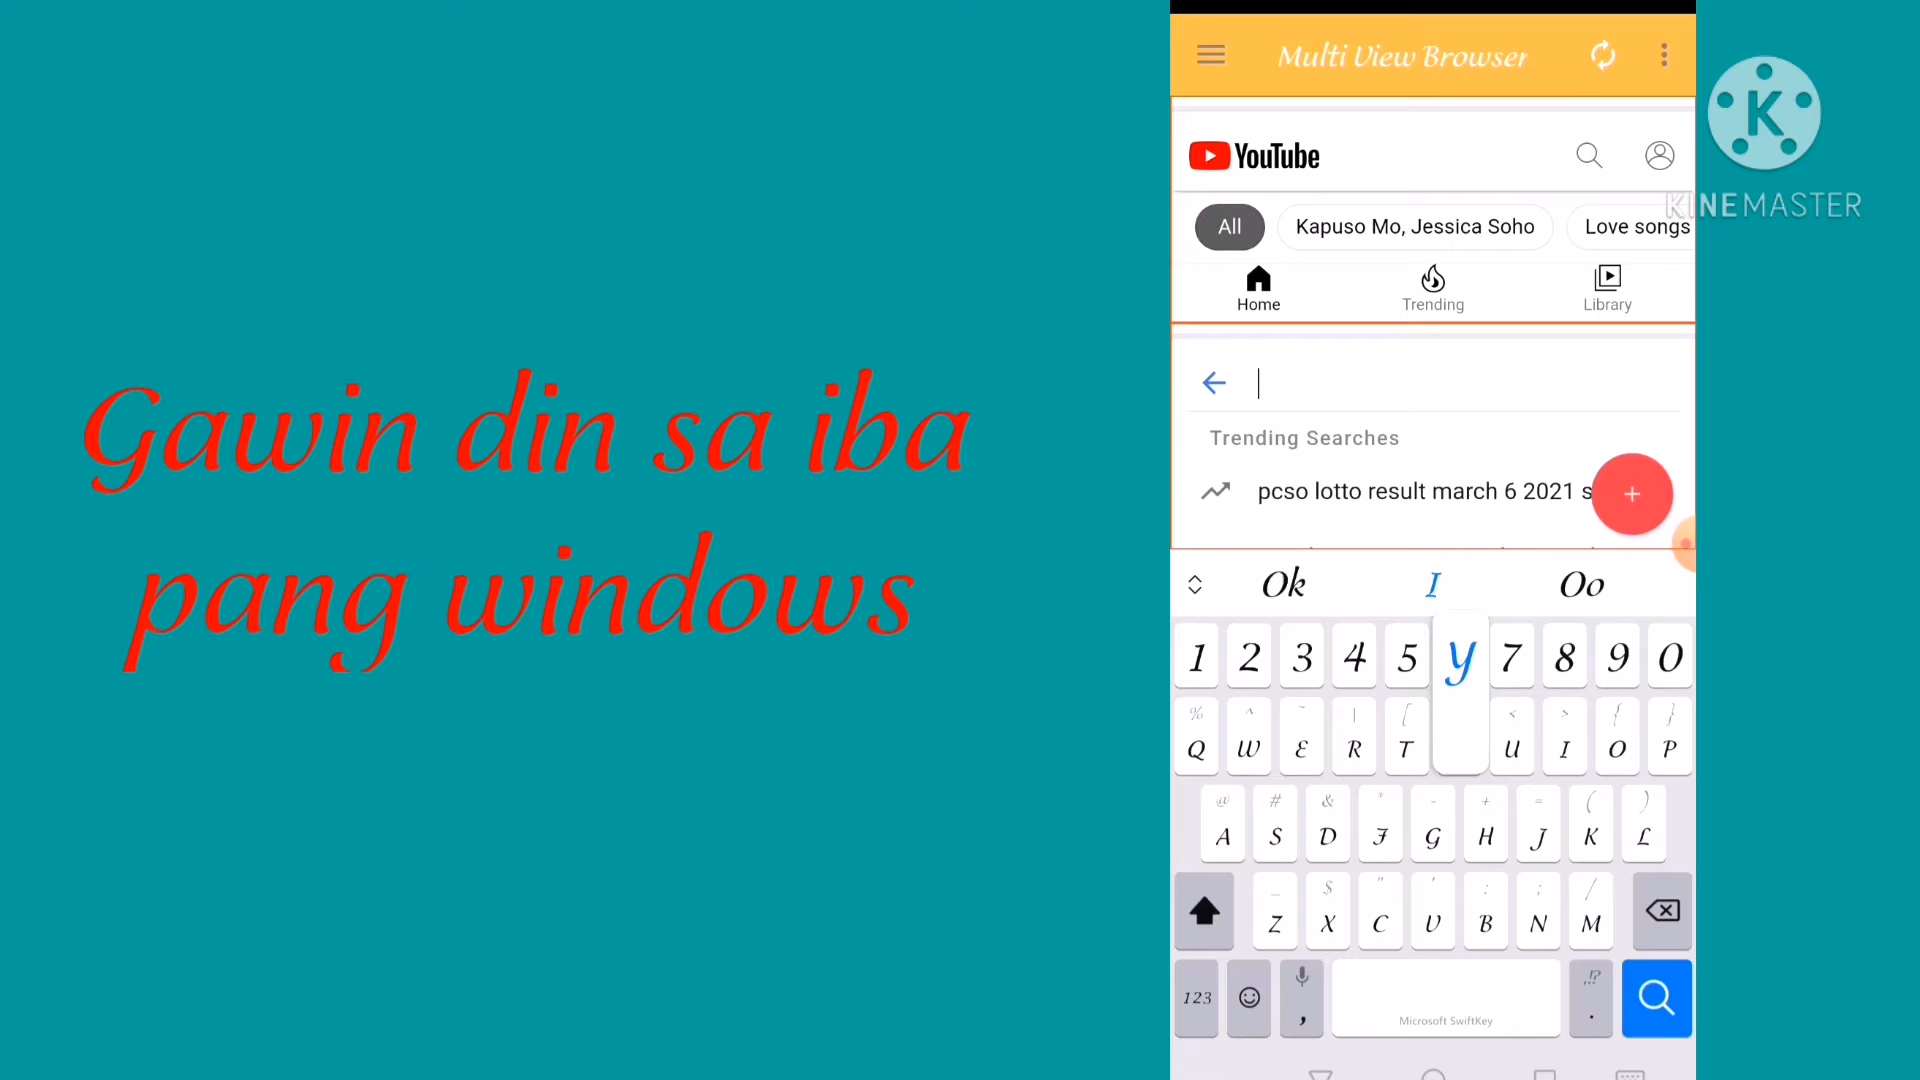 Gawin din sa iba
pang windows
Multi View Browser
YouTube
K
KINEMASTER
All
Kapuso Mo, Jessica Soho
Love songs
Home
Trending
Library
Trending Searches
pcso lotto result march 6 2021 s
+
Ok
I
Oo
1 2 3 4 5 y 7 8 9 0
% ^ ~ | [ < > { }
Q W E R T U I O P
@ # & * - + = ( )
A S D F G H J K L
_ $ " ' : ; /
Z X C V B N M
,!?
123 , .
Microsoft SwiftKey